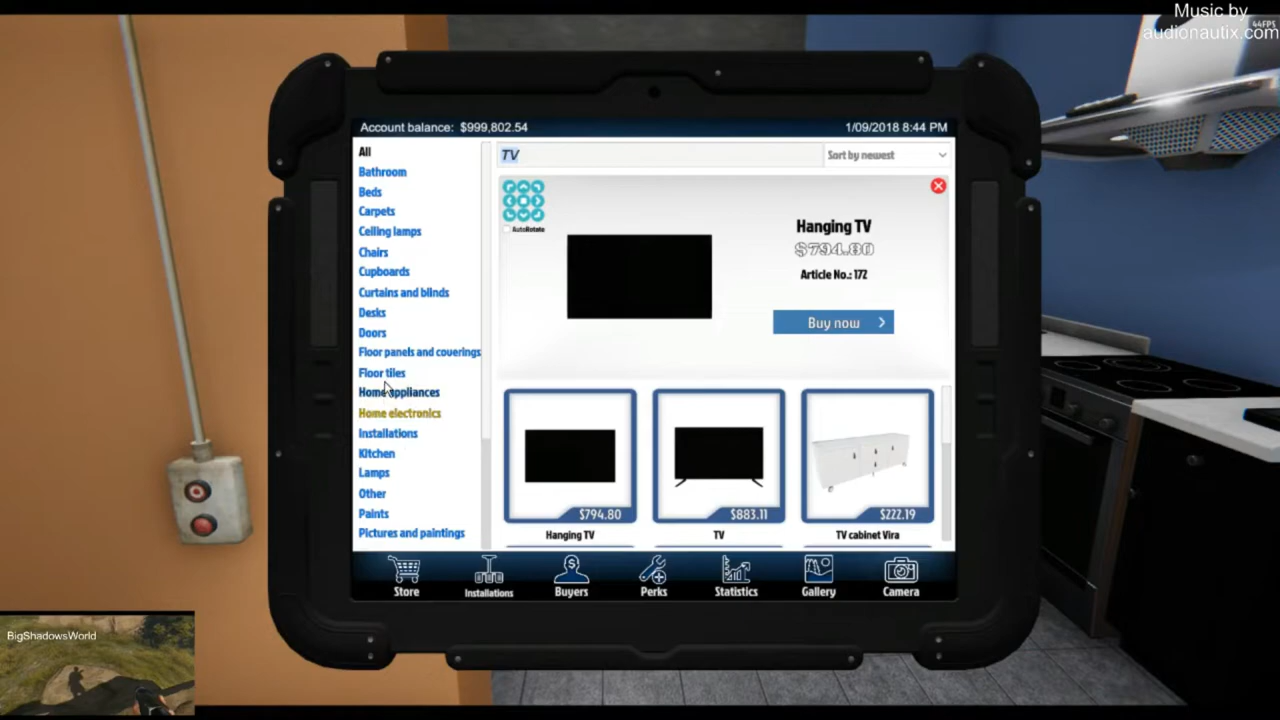 Music by
audionautix.com
44FPS
Account balance: $999,802.54
1/09/2018 8:44 PM
All
Bathroom
Beds
Carpets
Ceiling lamps
Chairs
Cupboards
Curtains and blinds
Desks
Doors
Floor panels and coverings
Floor tiles
Home appliances
Home electronics
Installations
Kitchen
Lamps
Other
Paints
Pictures and paintings
TV
Sort by newest
AutoRotate
Hanging TV
$794.80
Article No.: 172
Buy now
$794.80
$883.11
$222.19
Hanging TV
TV
TV cabinet Vira
Store
Installations
Buyers
Perks
Statistics
Gallery
Camera
BigShadowsWorld